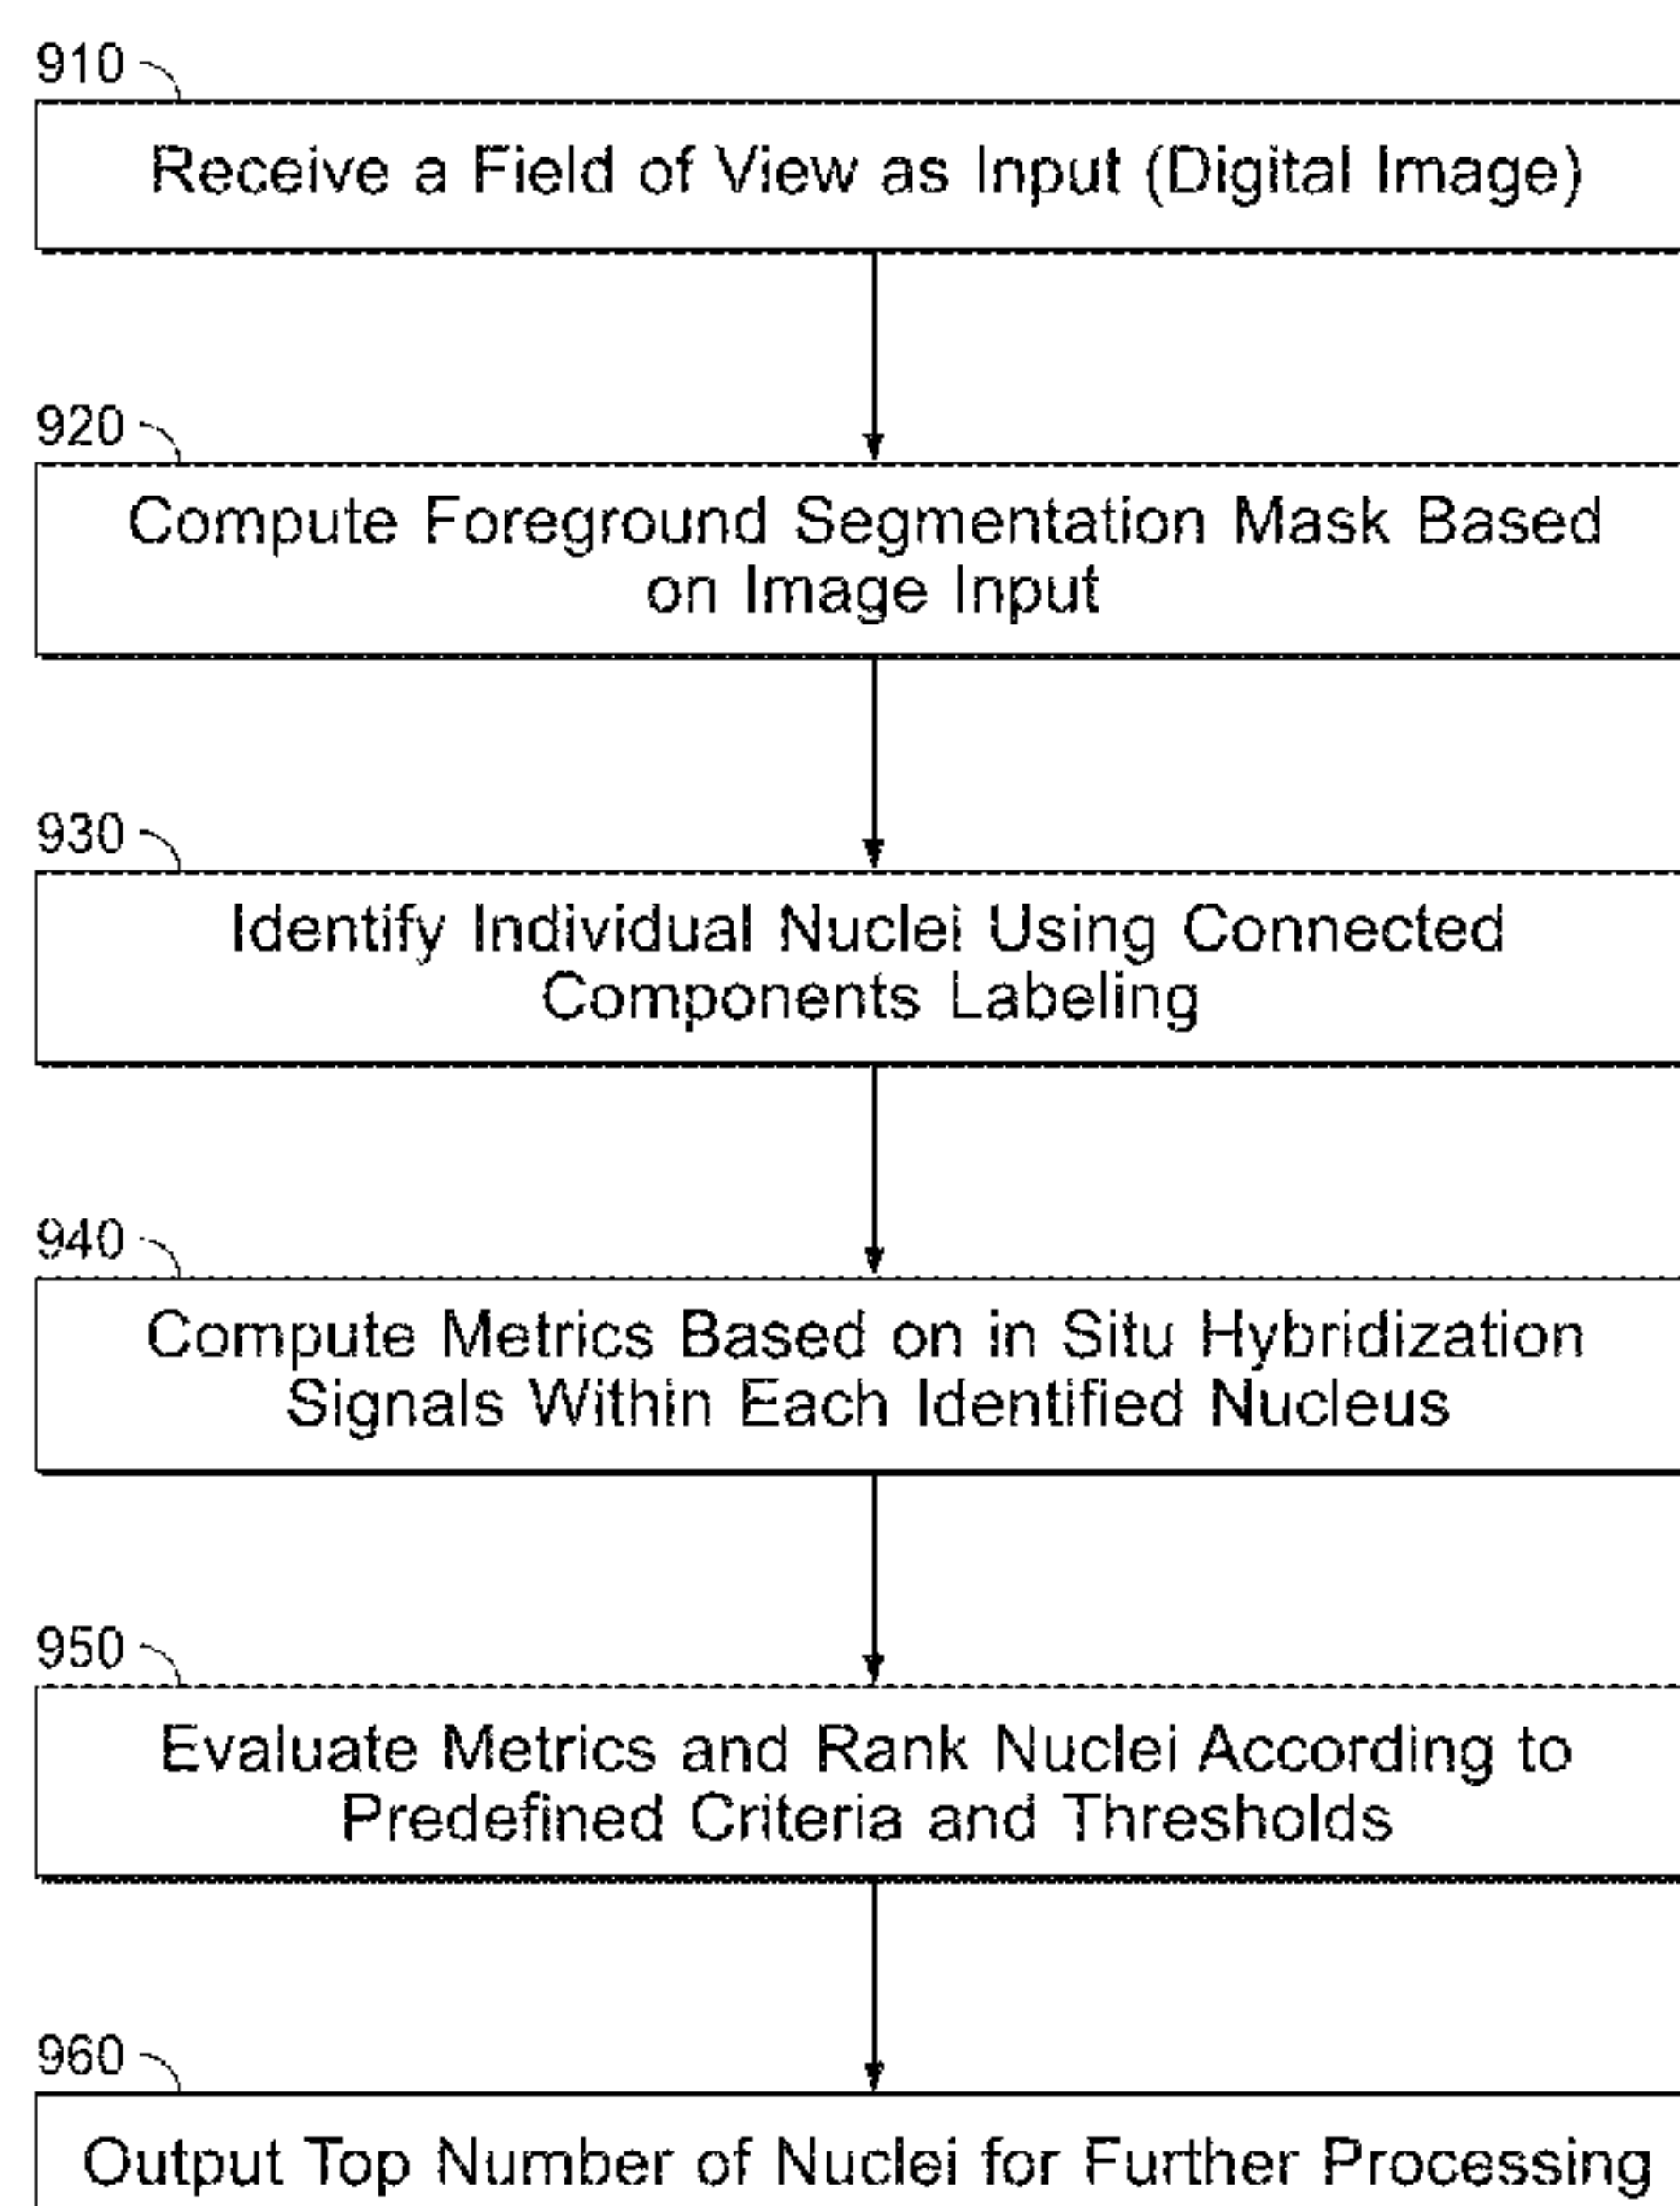 910
Receive a Field of View as Input (Digital Image)
920
Compute Foreground Segmentation Mask Based
on Image Input
930
Identify Individual Nuclei Using Connected
Components Labeling
940
Compute Metrics Based on in Situ Hybridization
Signals Within Each Identified Nucleus
950
Evaluate Metrics and Rank Nuclei According to
Predefined Criteria and Thresholds
960
Output Top Number of Nuclei for Further Processing